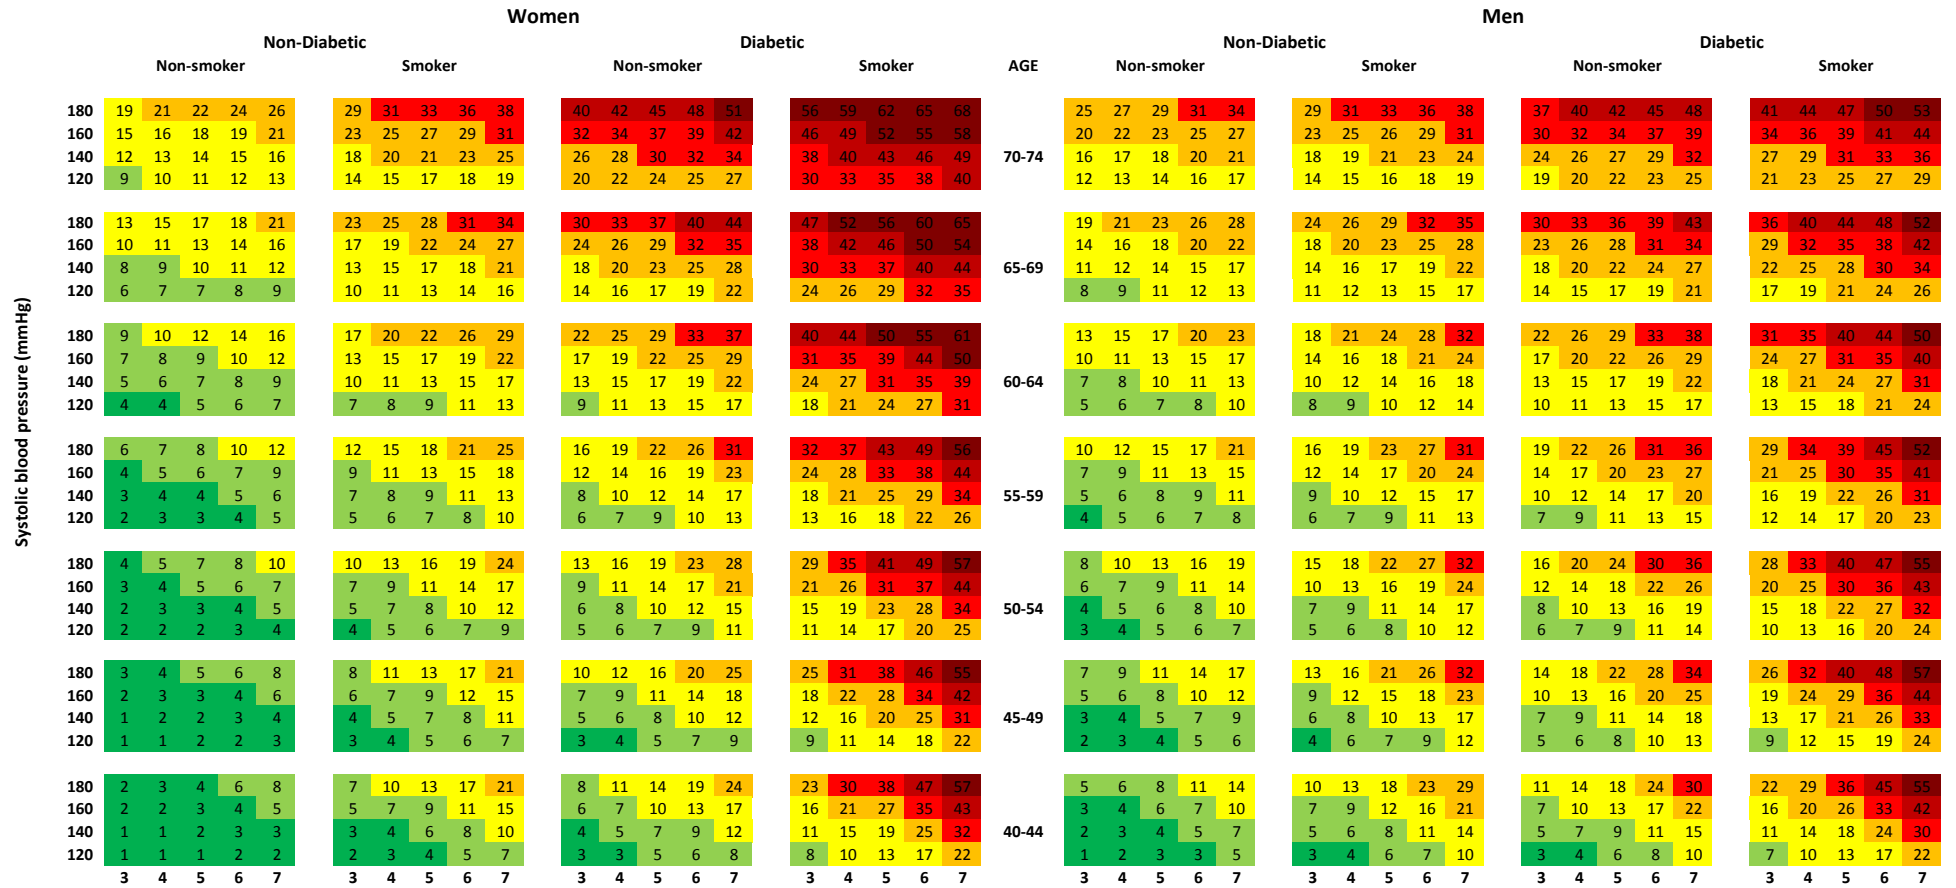 Women Men
Non-Diabetic Diabetic Non-Diabetic Diabetic
Non-smoker Smoker Non-smoker Smoker AGE Non-smoker Smoker Non-smoker Smoker
Systolic blood pressure (mmHg)
180 19 21 22 24 26 29 31 33 36 38 40 42 45 48 51 56 59 62 65 68 25 27 29 31 34 29 31 33 36 38 37 40 42 45 48 41 44 47 50 53
160 15 16 18 19 21 23 25 27 29 31 32 34 37 39 42 46 49 52 55 58 20 22 23 25 27 23 25 26 29 31 30 32 34 37 39 34 36 39 41 44
140 12 13 14 15 16 18 20 21 23 25 26 28 30 32 34 38 40 43 46 49 70-74 16 17 18 20 21 18 19 21 23 24 24 26 27 29 32 27 29 31 33 36
120 9 10 11 12 13 14 15 17 18 19 20 22 24 25 27 30 33 35 38 40 12 13 14 16 17 14 15 16 18 19 19 20 22 23 25 21 23 25 27 29
180 13 15 17 18 21 23 25 28 31 34 30 33 37 40 44 47 52 56 60 65 19 21 23 26 28 24 26 29 32 35 30 33 36 39 43 36 40 44 48 52
160 10 11 13 14 16 17 19 22 24 27 24 26 29 32 35 38 42 46 50 54 14 16 18 20 22 18 20 23 25 28 23 26 28 31 34 29 32 35 38 42
140 8 9 10 11 12 13 15 17 18 21 18 20 23 25 28 30 33 37 40 44 65-69 11 12 14 15 17 14 16 17 19 22 18 20 22 24 27 22 25 28 30 34
120 6 7 7 8 9 10 11 13 14 16 14 16 17 19 22 24 26 29 32 35 8 9 11 12 13 11 12 13 15 17 14 15 17 19 21 17 19 21 24 26
180 9 10 12 14 16 17 20 22 26 29 22 25 29 33 37 40 44 50 55 61 13 15 17 20 23 18 21 24 28 32 22 26 29 33 38 31 35 40 44 50
160 7 8 9 10 12 13 15 17 19 22 17 19 22 25 29 31 35 39 44 50 10 11 13 15 17 14 16 18 21 24 17 20 22 26 29 24 27 31 35 40
140 5 6 7 8 9 10 11 13 15 17 13 15 17 19 22 24 27 31 35 39 60-64 7 8 10 11 13 10 12 14 16 18 13 15 17 19 22 18 21 24 27 31
120 4 4 5 6 7 7 8 9 11 13 9 11 13 15 17 18 21 24 27 31 5 6 7 8 10 8 9 10 12 14 10 11 13 15 17 13 15 18 21 24
180 6 7 8 10 12 12 15 18 21 25 16 19 22 26 31 32 37 43 49 56 10 12 15 17 21 16 19 23 27 31 19 22 26 31 36 29 34 39 45 52
160 4 5 6 7 9 9 11 13 15 18 12 14 16 19 23 24 28 33 38 44 7 9 11 13 15 12 14 17 20 24 14 17 20 23 27 21 25 30 35 41
140 3 4 4 5 6 7 8 9 11 13 8 10 12 14 17 18 21 25 29 34 55-59 5 6 8 9 11 9 10 12 15 17 10 12 14 17 20 16 19 22 26 31
120 2 3 3 4 5 5 6 7 8 10 6 7 9 10 13 13 16 18 22 26 4 5 6 7 8 6 7 9 11 13 7 9 11 13 15 12 14 17 20 23
180 4 5 7 8 10 10 13 16 19 24 13 16 19 23 28 29 35 41 49 57 8 10 13 16 19 15 18 22 27 32 16 20 24 30 36 28 33 40 47 55
160 3 4 5 6 7 7 9 11 14 17 9 11 14 17 21 21 26 31 37 44 6 7 9 11 14 10 13 16 19 24 12 14 18 22 26 20 25 30 36 43
140 2 3 3 4 5 5 7 8 10 12 6 8 10 12 15 15 19 23 28 34 50-54 4 5 6 8 10 7 9 11 14 17 8 10 13 16 19 15 18 22 27 32
120 2 2 2 3 4 4 5 6 7 9 5 6 7 9 11 11 14 17 20 25 3 4 5 6 7 5 6 8 10 12 6 7 9 11 14 10 13 16 20 24
180 3 4 5 6 8 8 11 13 17 21 10 12 16 20 25 25 31 38 46 55 7 9 11 14 17 13 16 21 26 32 14 18 22 28 34 26 32 40 48 57
160 2 3 3 4 6 6 7 9 12 15 7 9 11 14 18 18 22 28 34 42 5 6 8 10 12 9 12 15 18 23 10 13 16 20 25 19 24 29 36 44
140 1 2 2 3 4 4 5 7 8 11 5 6 8 10 12 12 16 20 25 31 45-49 3 4 5 7 9 6 8 10 13 17 7 9 11 14 18 13 17 21 26 33
120 1 1 2 2 3 3 4 5 6 7 3 4 5 7 9 9 11 14 18 22 2 3 4 5 6 4 6 7 9 12 5 6 8 10 13 9 12 15 19 24
180 2 3 4 6 8 7 10 13 17 21 8 11 14 19 24 23 30 38 47 57 5 6 8 11 14 10 13 18 23 29 11 14 18 24 30 22 29 36 45 55
160 2 2 3 4 5 5 7 9 11 15 6 7 10 13 17 16 21 27 35 43 3 4 6 7 10 7 9 12 16 21 7 10 13 17 22 16 20 26 33 42
140 1 1 2 3 3 3 4 6 8 10 4 5 7 9 12 11 15 19 25 32 40-44 2 3 4 5 7 5 6 8 11 14 5 7 9 11 15 11 14 18 24 30
120 1 1 1 2 2 2 3 4 5 7 3 3 5 6 8 8 10 13 17 22 1 2 3 3 5 3 4 6 7 10 3 4 6 8 10 7 10 13 17 22
3 4 5 6 7 3 4 5 6 7 3 4 5 6 7 3 4 5 6 7 3 4 5 6 7 3 4 5 6 7 3 4 5 6 7 3 4 5 6 7